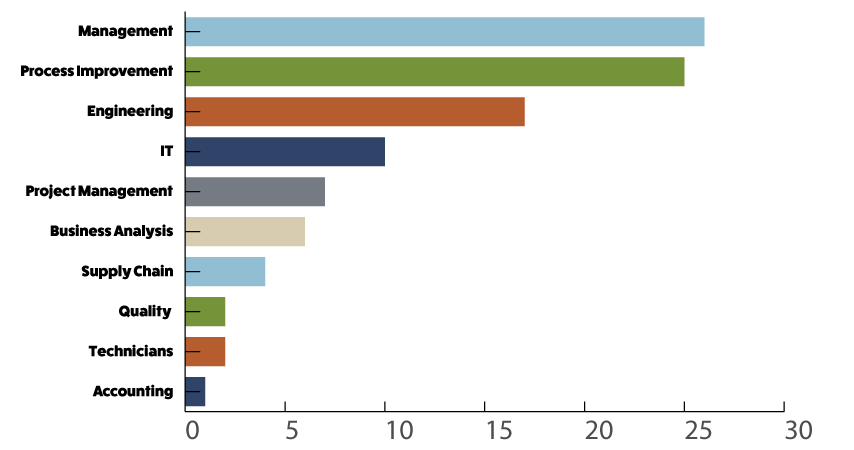 Management
Process Improvement
Engineering
IT
Project Management
Business Analysis
Supply Chain
Quality
Technicians
Accounting
0 5 10 15 20 25 30